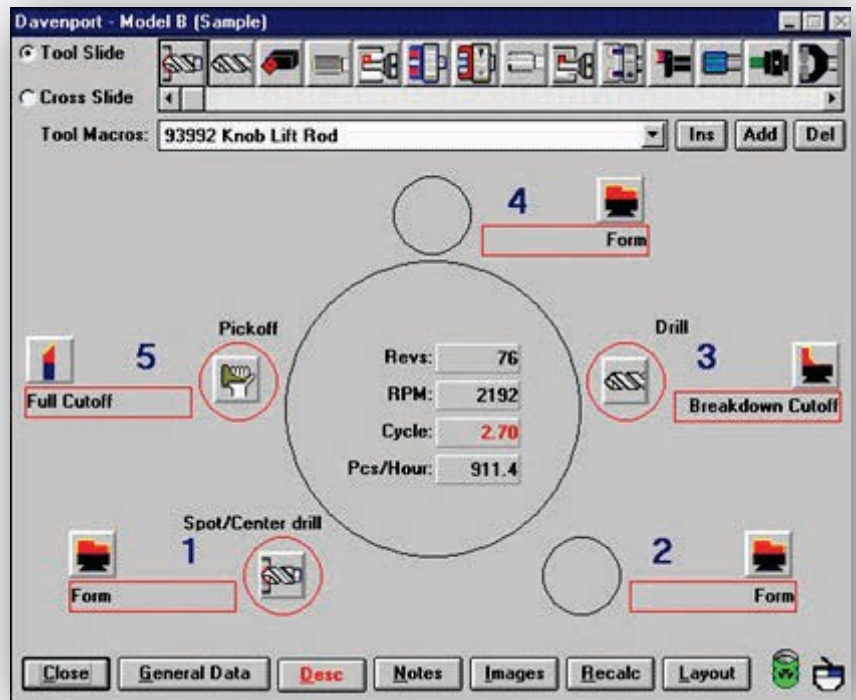 Davenport - Model B (Sample)
Tool Slide
Cross Slide
Tool Macros: 93992 Knob Lift Rod Ins Add Del
4
Form
Pickoff
Drill
5
3
Full Cutoff
Breakdown Cutoff
Revs: 76
RPM: 2192
Cycle: 2.70
Pcs/Hour: 911.4
Spot/Center drill
1
2
Form
Form
Close General Data Desc Notes Images Recalc Layout